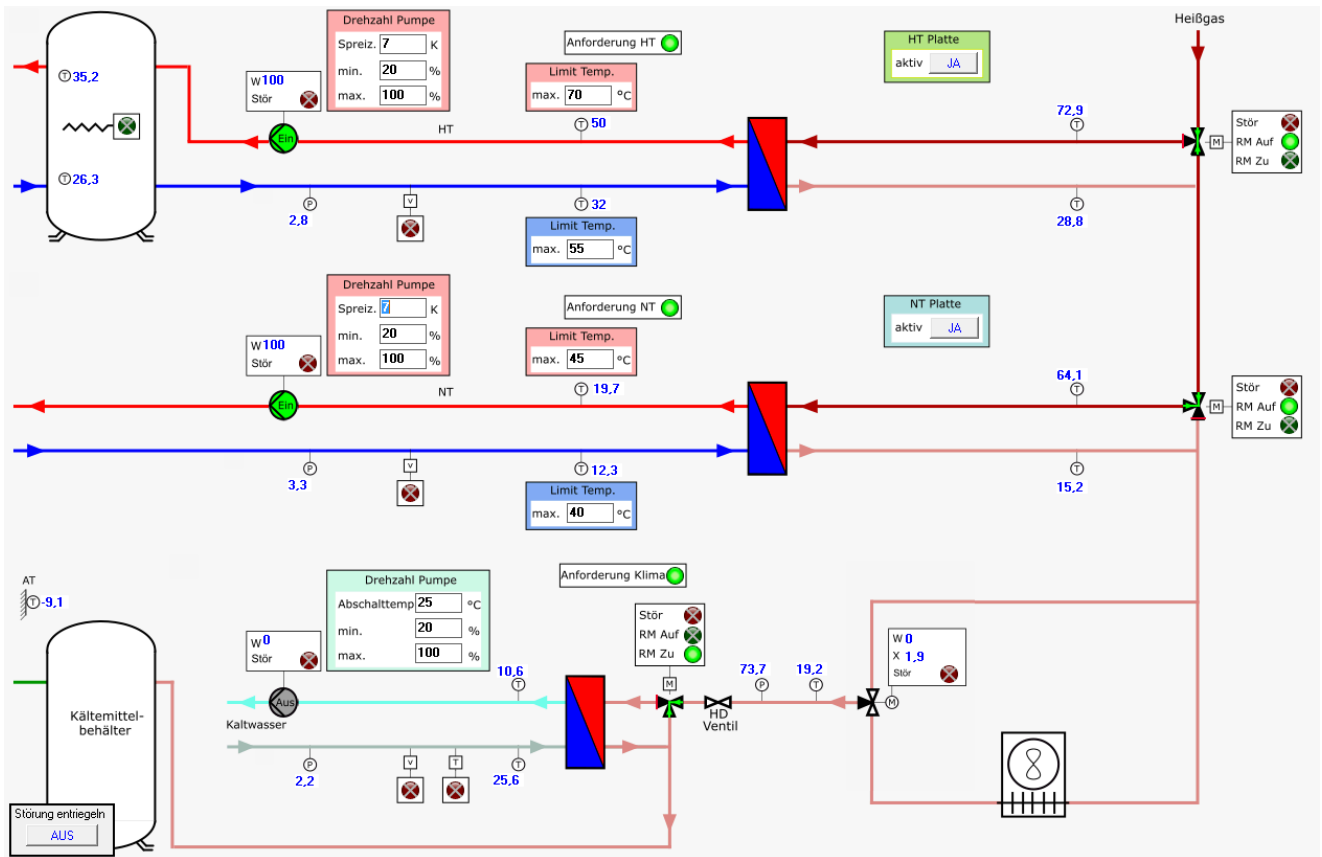 Drehzahl Pumpe
Spreiz. 7 K
min. 20 %
max. 100 %
Anforderung HT
HT Platte
aktiv JA
Heißgas
T 35,2
W 100
Stör
Limit Temp.
max. 70 °C
T 50
72,9
T
Stör
RM Auf
RM Zu
M
Ein
HT
T 26,3
P
2,8
v
T
32
T
28,8
Limit Temp.
max. 55 °C
Drehzahl Pumpe
Spreiz. 7 K
min. 20 %
max. 100 %
Anforderung NT
NT Platte
aktiv JA
W 100
Stör
Limit Temp.
max. 45 °C
T 19,7
64,1
T
Stör
RM Auf
RM Zu
M
Ein
NT
P
3,3
v
T 12,3
T
15,2
Limit Temp.
max. 40 °C
AT
T -9,1
Drehzahl Pumpe
Abschalttemp 25 °C
min. 20 %
max. 100 %
Anforderung Klima
Stör
RM Auf
RM Zu
M
W 0
Stör
W 0
X 1,9
Stör
M
10,6
T
73,7
P
19,2
T
Aus
Kaltwasser
HD
Ventil
Kältemittel-
behälter
P
2,2
v
T
T
25,6
Störung entriegeln
AUS